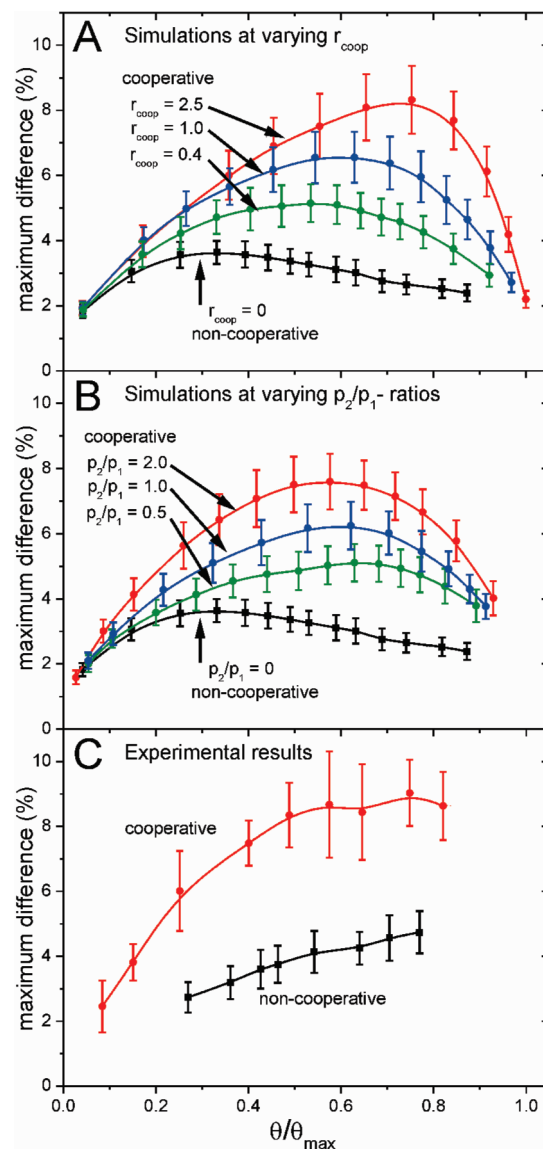 A Simulations at varying r_coop
cooperative
r_coop = 2.5
r_coop = 1.0
r_coop = 0.4
r_coop = 0
non-cooperative
maximum difference (%)
10
8
6
4
2
0
B Simulations at varying p₂/p₁- ratios
cooperative
p₂/p₁ = 2.0
p₂/p₁ = 1.0
p₂/p₁ = 0.5
p₂/p₁ = 0
non-cooperative
maximum difference (%)
8
6
4
2
0
C Experimental results
cooperative
non-cooperative
maximum difference (%)
8
6
4
2
0
0.0 0.2 0.4 0.6 0.8 1.0
θ/θ_max